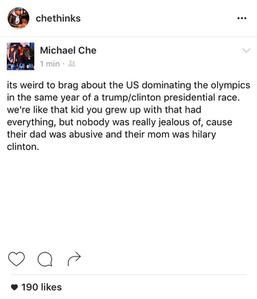 chethinks
Michael Che
1 min
its weird to brag about the US dominating the olympics
in the same year of a trump/clinton presidential race.
we're like that kid you grew up with that had
everything, but nobody was really jealous of, cause
their dad was abusive and their mom was hilary
clinton.
190 likes